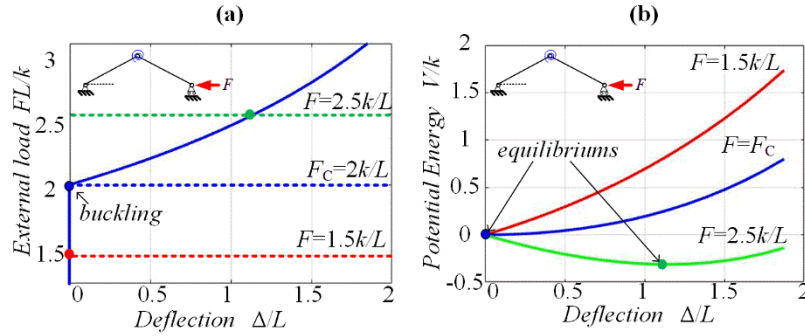 (a)
External load FL/k
3
2.5
2
1.5
F
F=2.5k/L
F_C=2k/L
buckling
F=1.5k/L
0 0.5 1 1.5 2
Deflection Δ/L
(b)
Potential Energy V/k
2
1.5
1
0.5
0
-0.5
F
F=1.5k/L
equilibriums
F=F_C
F=2.5k/L
0 0.5 1 1.5 2
Deflection Δ/L